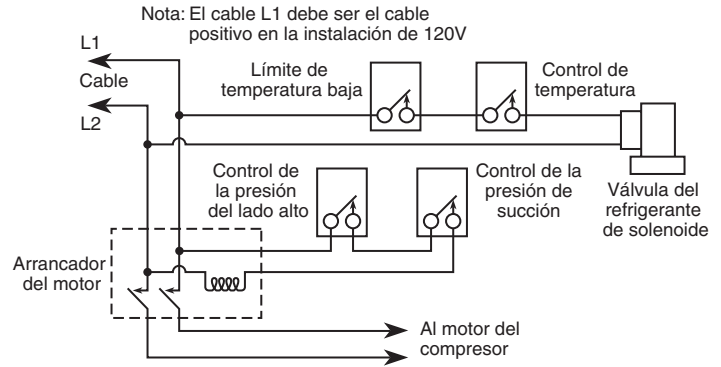 Nota: El cable L1 debe ser el cable
positivo en la instalación de 120V
L1
Cable
L2
Límite de
temperatura baja
Control de
temperatura
Control de
la presión
del lado alto
Control de la
presión de
succión
Válvula del
refrigerante
de solenoide
Arrancador
del motor
Al motor del
compresor